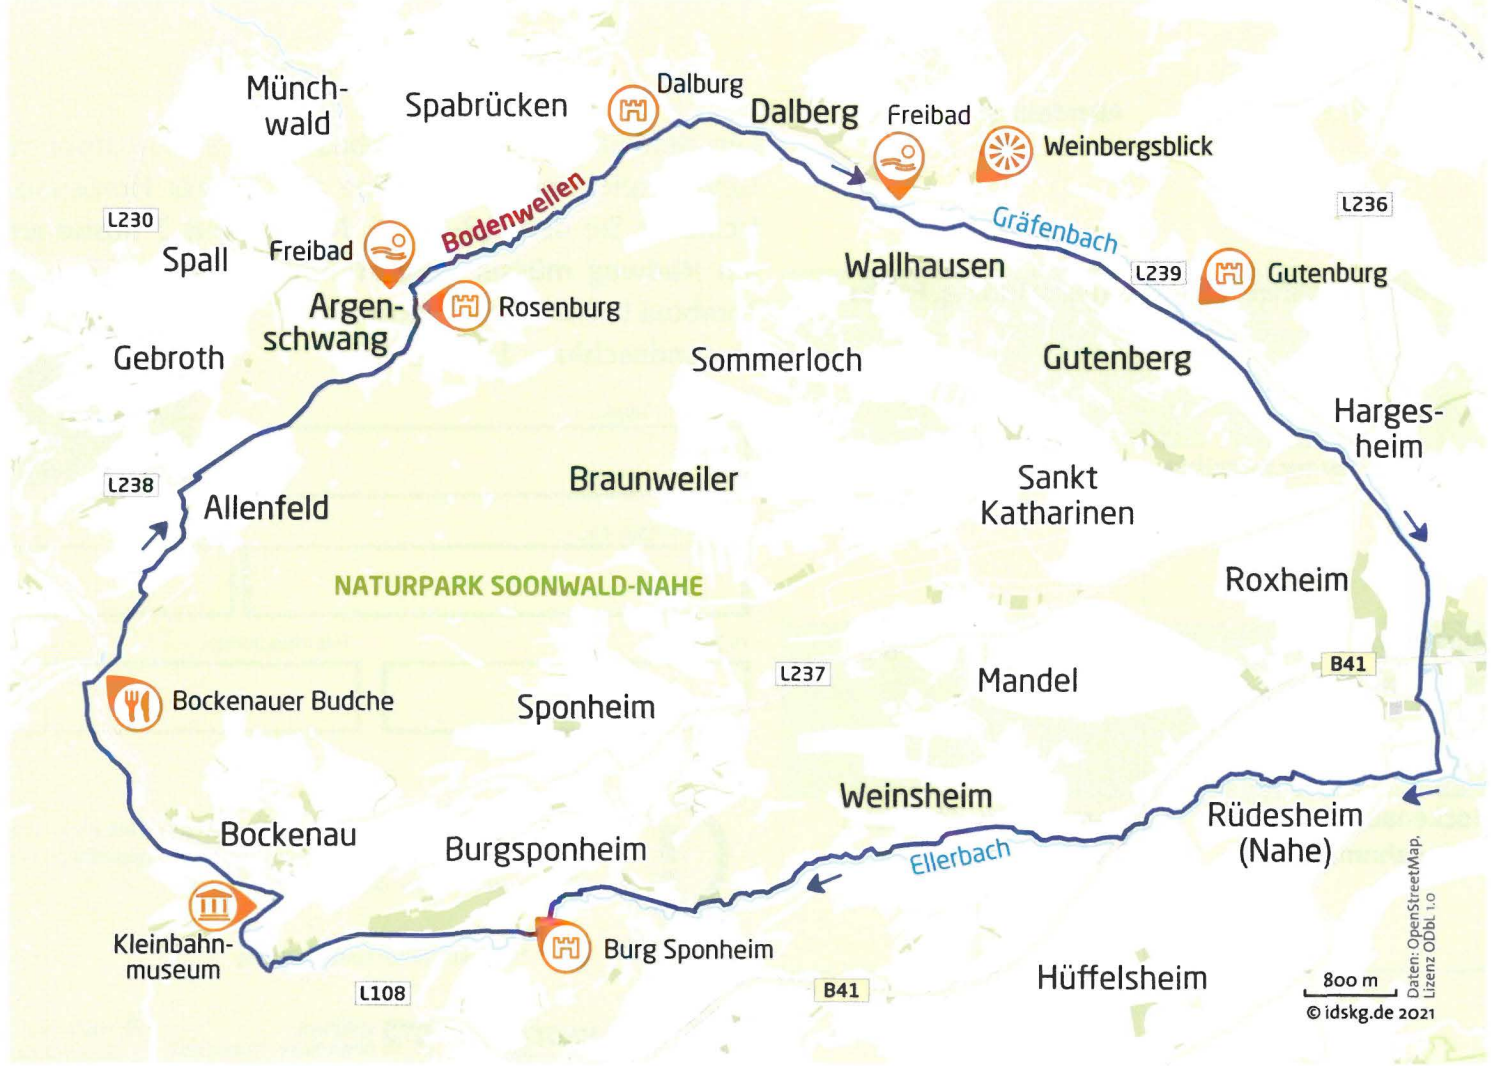 Münch-
wald
Spabrücken
Dalburg
Dalberg
Freibad
Weinbergsblick
L230
Spall
Freibad
Bodenwellen
Gräfenbach
L236
Wallhausen
L239
Gutenburg
Argen-
schwang
Rosenburg
Gebroth
Sommerloch
Gutenberg
Harges-
heim
L238
Allenfeld
Braunweiler
Sankt
Katharinen
NATURPARK SOONWALD-NAHE
Roxheim
B41
Bockenauer Budche
Sponheim
L237
Mandel
Weinsheim
Rüdesheim
(Nahe)
Bockenau
Burgsponheim
Ellerbach
Kleinbahn-
museum
Burg Sponheim
L108
B41
Hüffelsheim
800 m
© idskg.de 2021
Daten: OpenStreetMap,
Lizenz ODbL 1.0